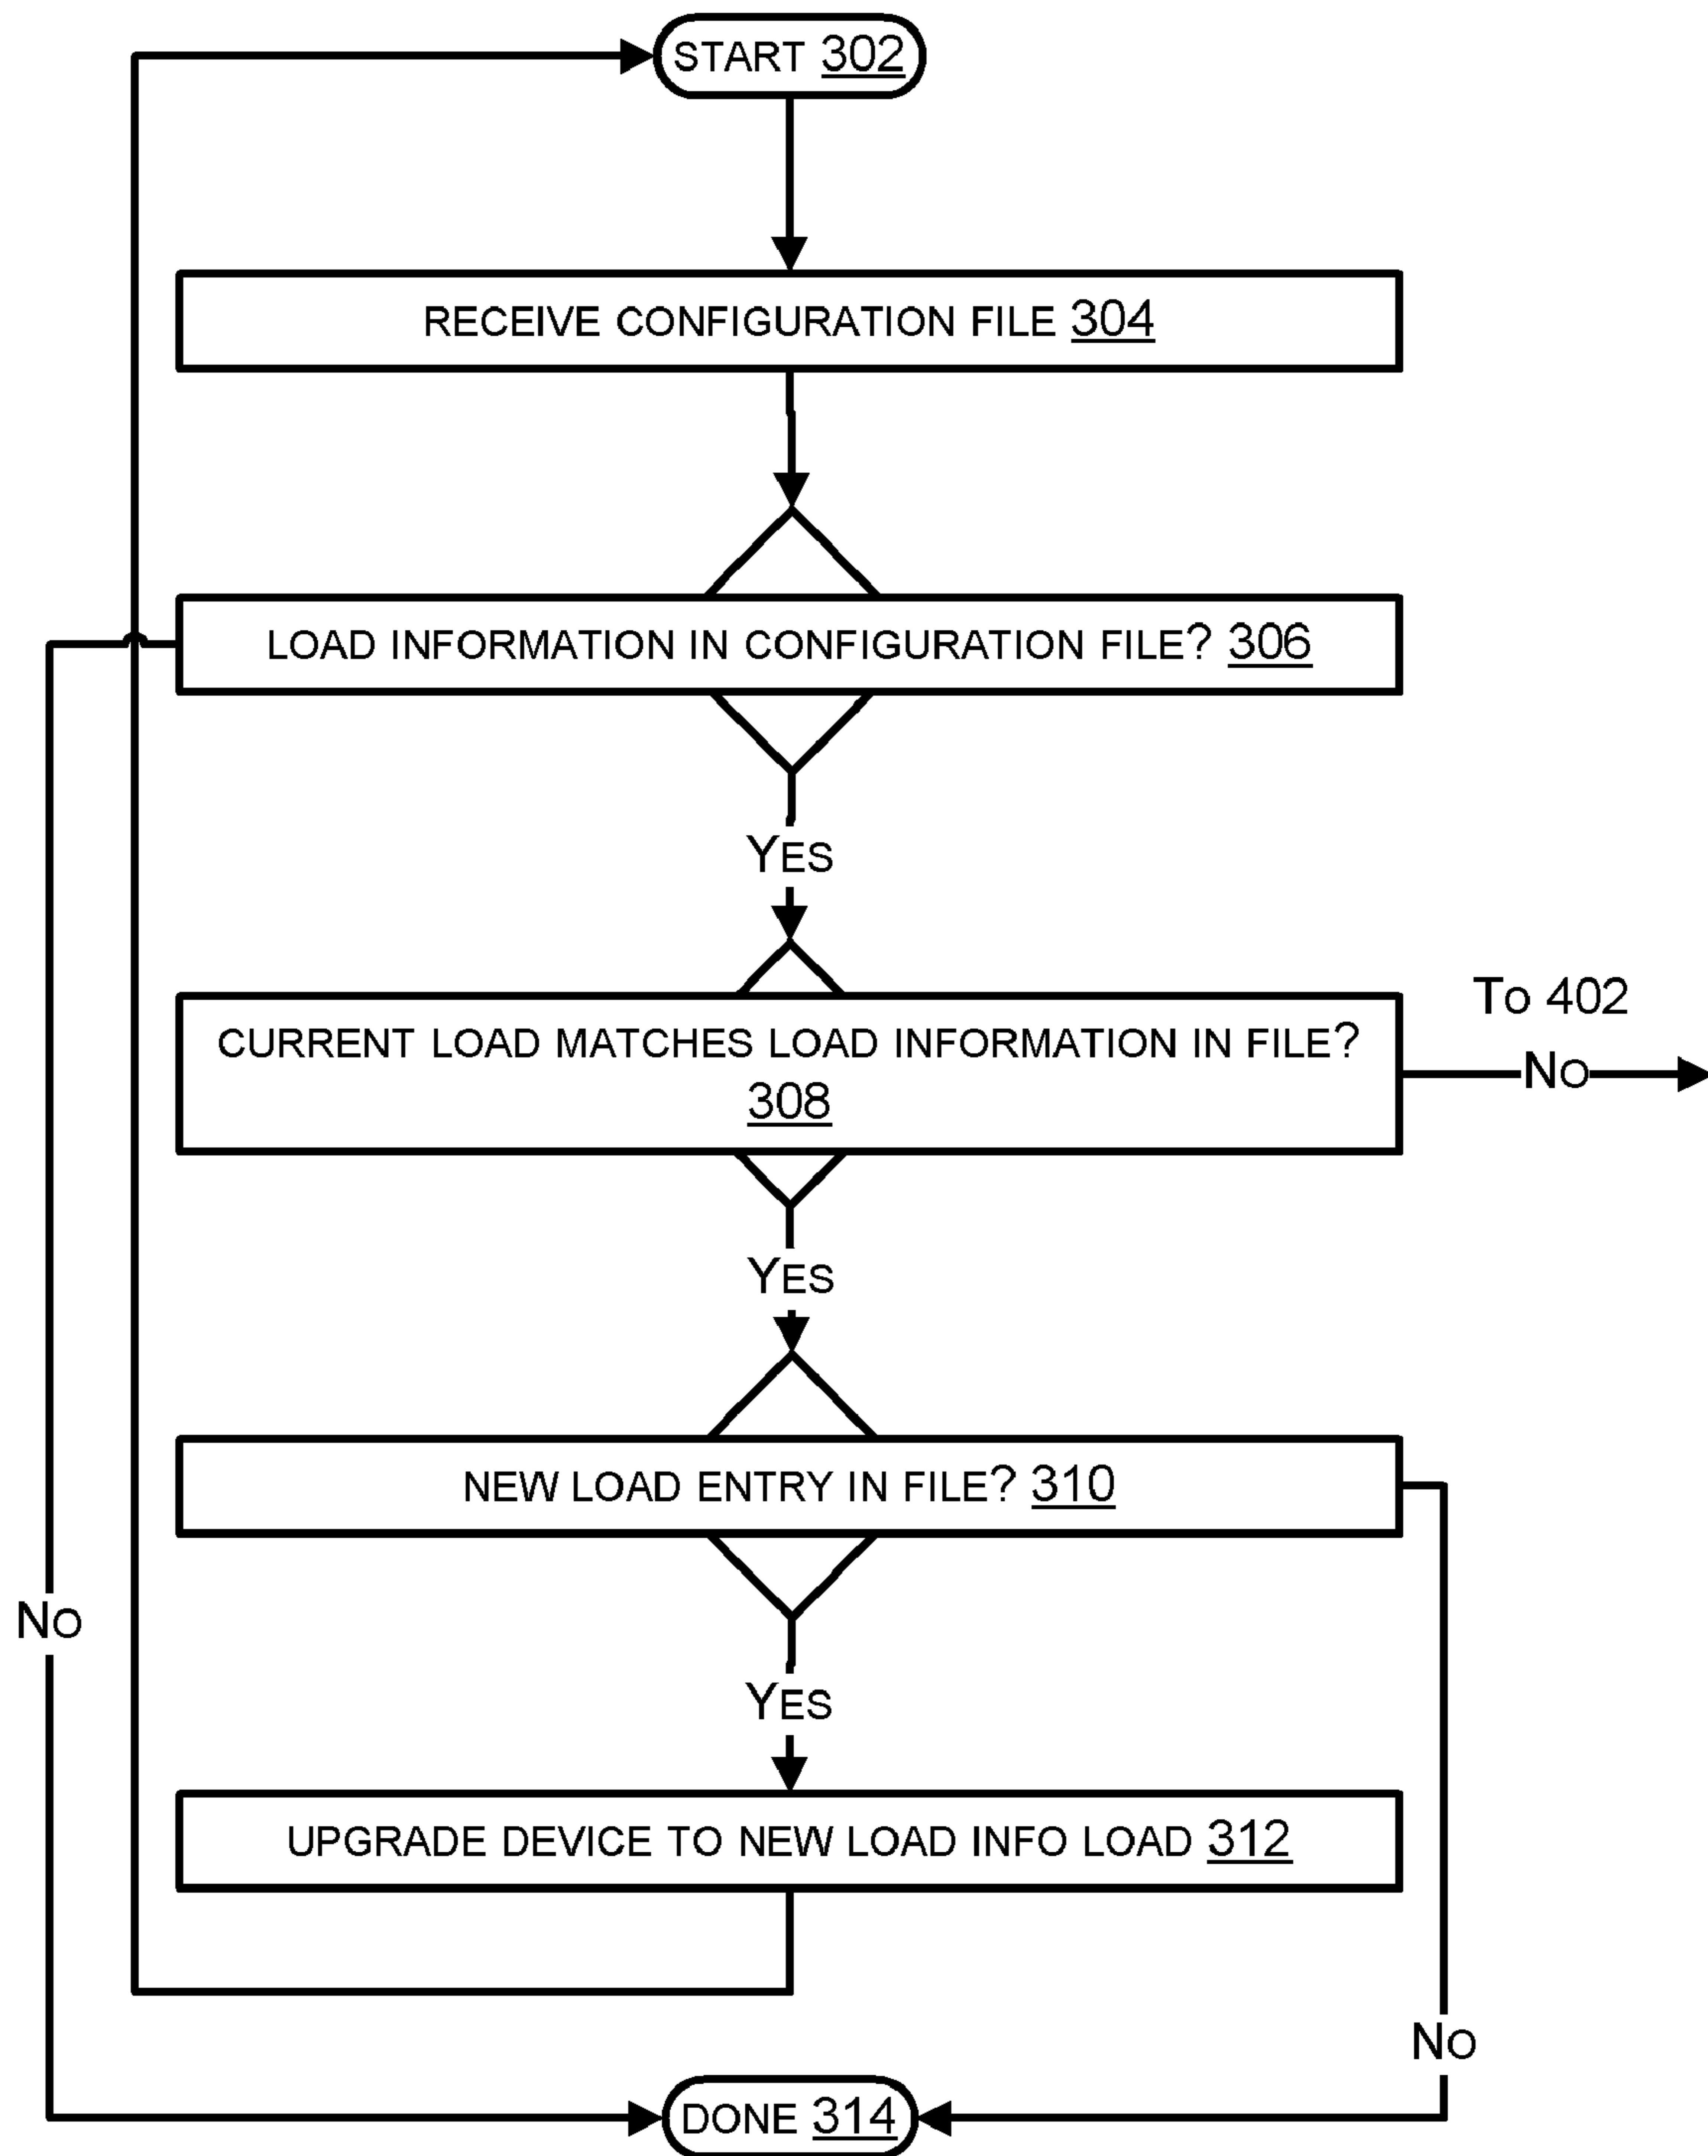 START 302
RECEIVE CONFIGURATION FILE 304
LOAD INFORMATION IN CONFIGURATION FILE? 306
YES
CURRENT LOAD MATCHES LOAD INFORMATION IN FILE?
308
TO 402
NO
YES
NEW LOAD ENTRY IN FILE? 310
NO
YES
UPGRADE DEVICE TO NEW LOAD INFO LOAD 312
NO
DONE 314